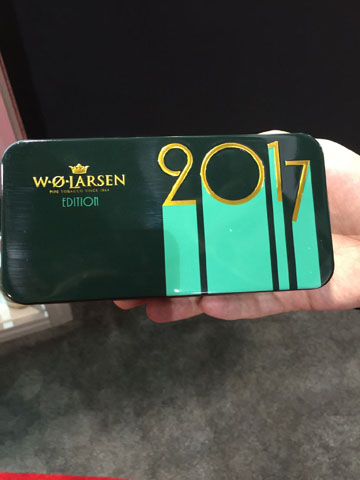 W·Ø·LARSEN
PIPE TOBACCO SINCE 1864
EDITION
2017